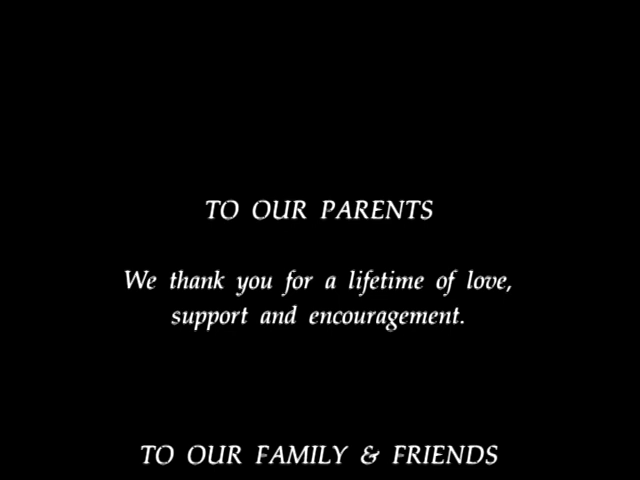 TO OUR PARENTS
We thank you for a lifetime of love,
support and encouragement.
TO OUR FAMILY & FRIENDS